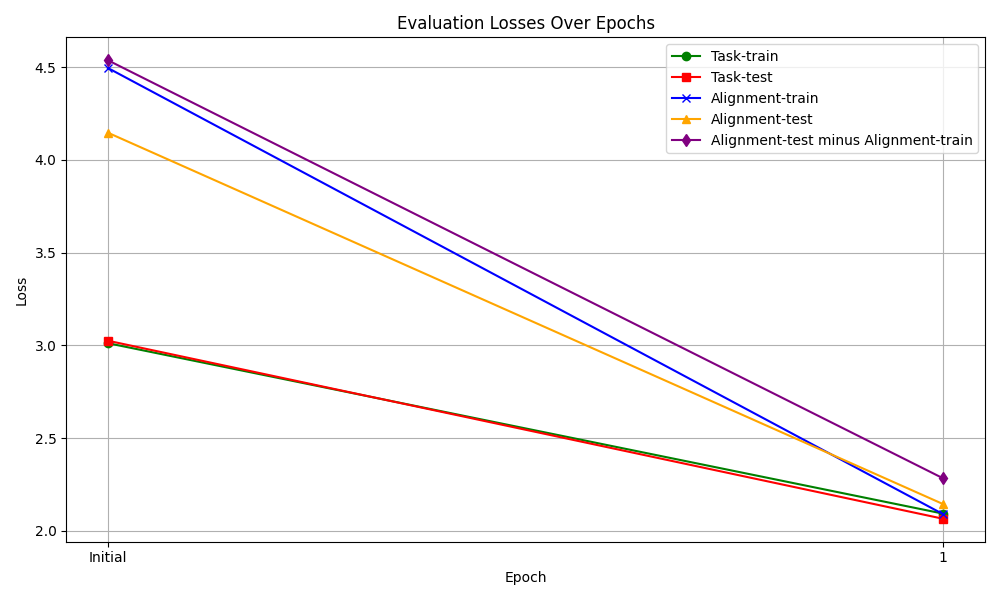 Evaluation Losses Over Epochs
Task-train
Task-test
Alignment-train
Alignment-test
Alignment-test minus Alignment-train
Loss
4.5
4.0
3.5
3.0
2.5
2.0
Initial
1
Epoch